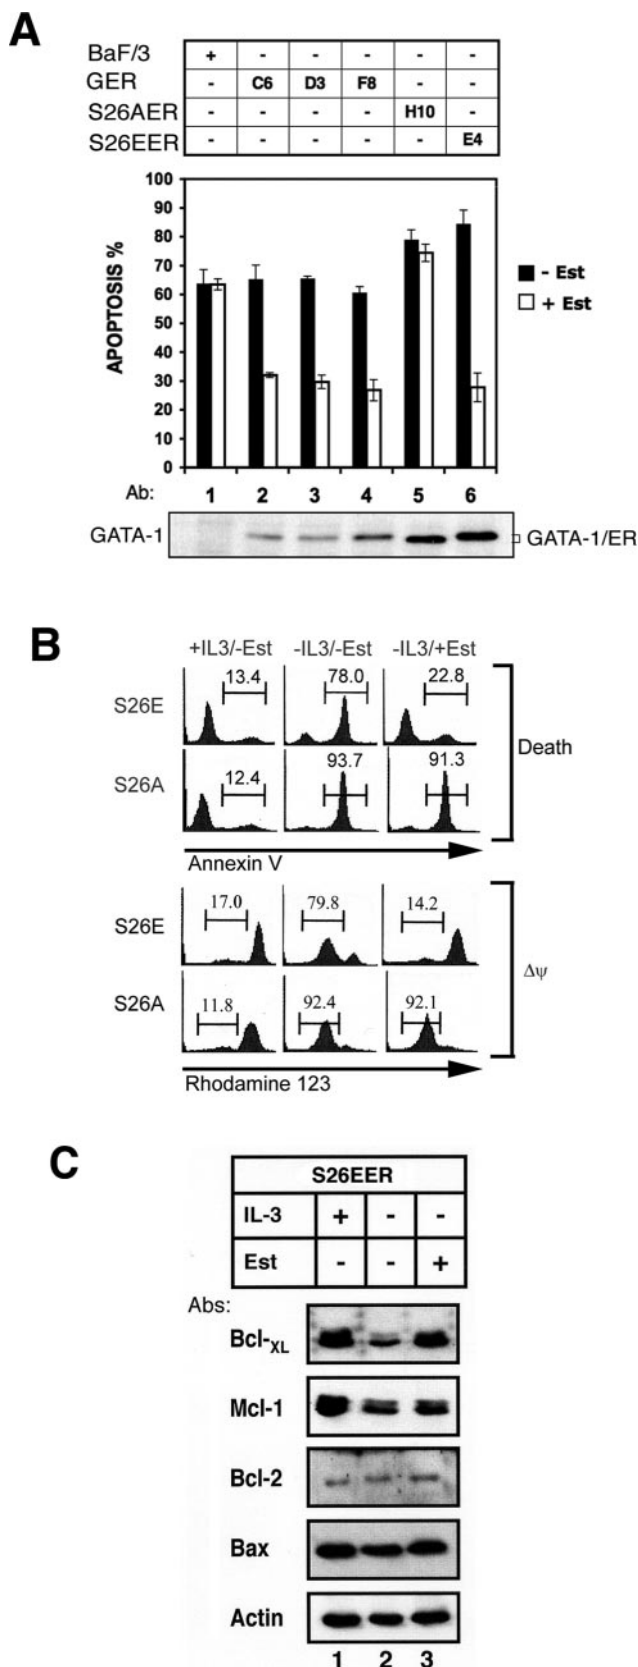 A
BaF/3 + - - - - -
GER - C6 D3 F8 - -
S26AER - - - - H10 -
S26EER - - - - - E4
100
90
80
70
60
50
40
30
20
10
0
APOPTOSIS %
- Est
+ Est
Ab: 1 2 3 4 5 6
GATA-1 GATA-1/ER
B
+IL3/-Est -IL3/-Est -IL3/+Est
S26E 13.4 78.0 22.8
Death
S26A 12.4 93.7 91.3
Annexin V
S26E 17.0 79.8 14.2
Δψ
S26A 11.8 92.4 92.1
Rhodamine 123
C
S26EER
IL-3 + - -
Est - - +
Abs:
Bcl-XL
Mcl-1
Bcl-2
Bax
Actin
1 2 3